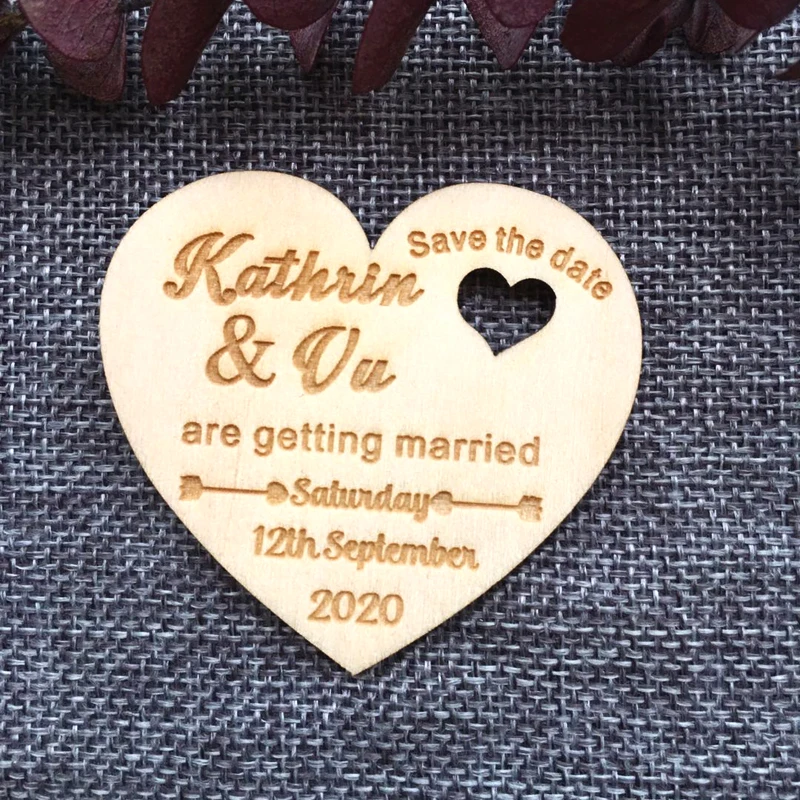 Save the date
Kathrin
& Vu
are getting married
Saturday
12th September
2020